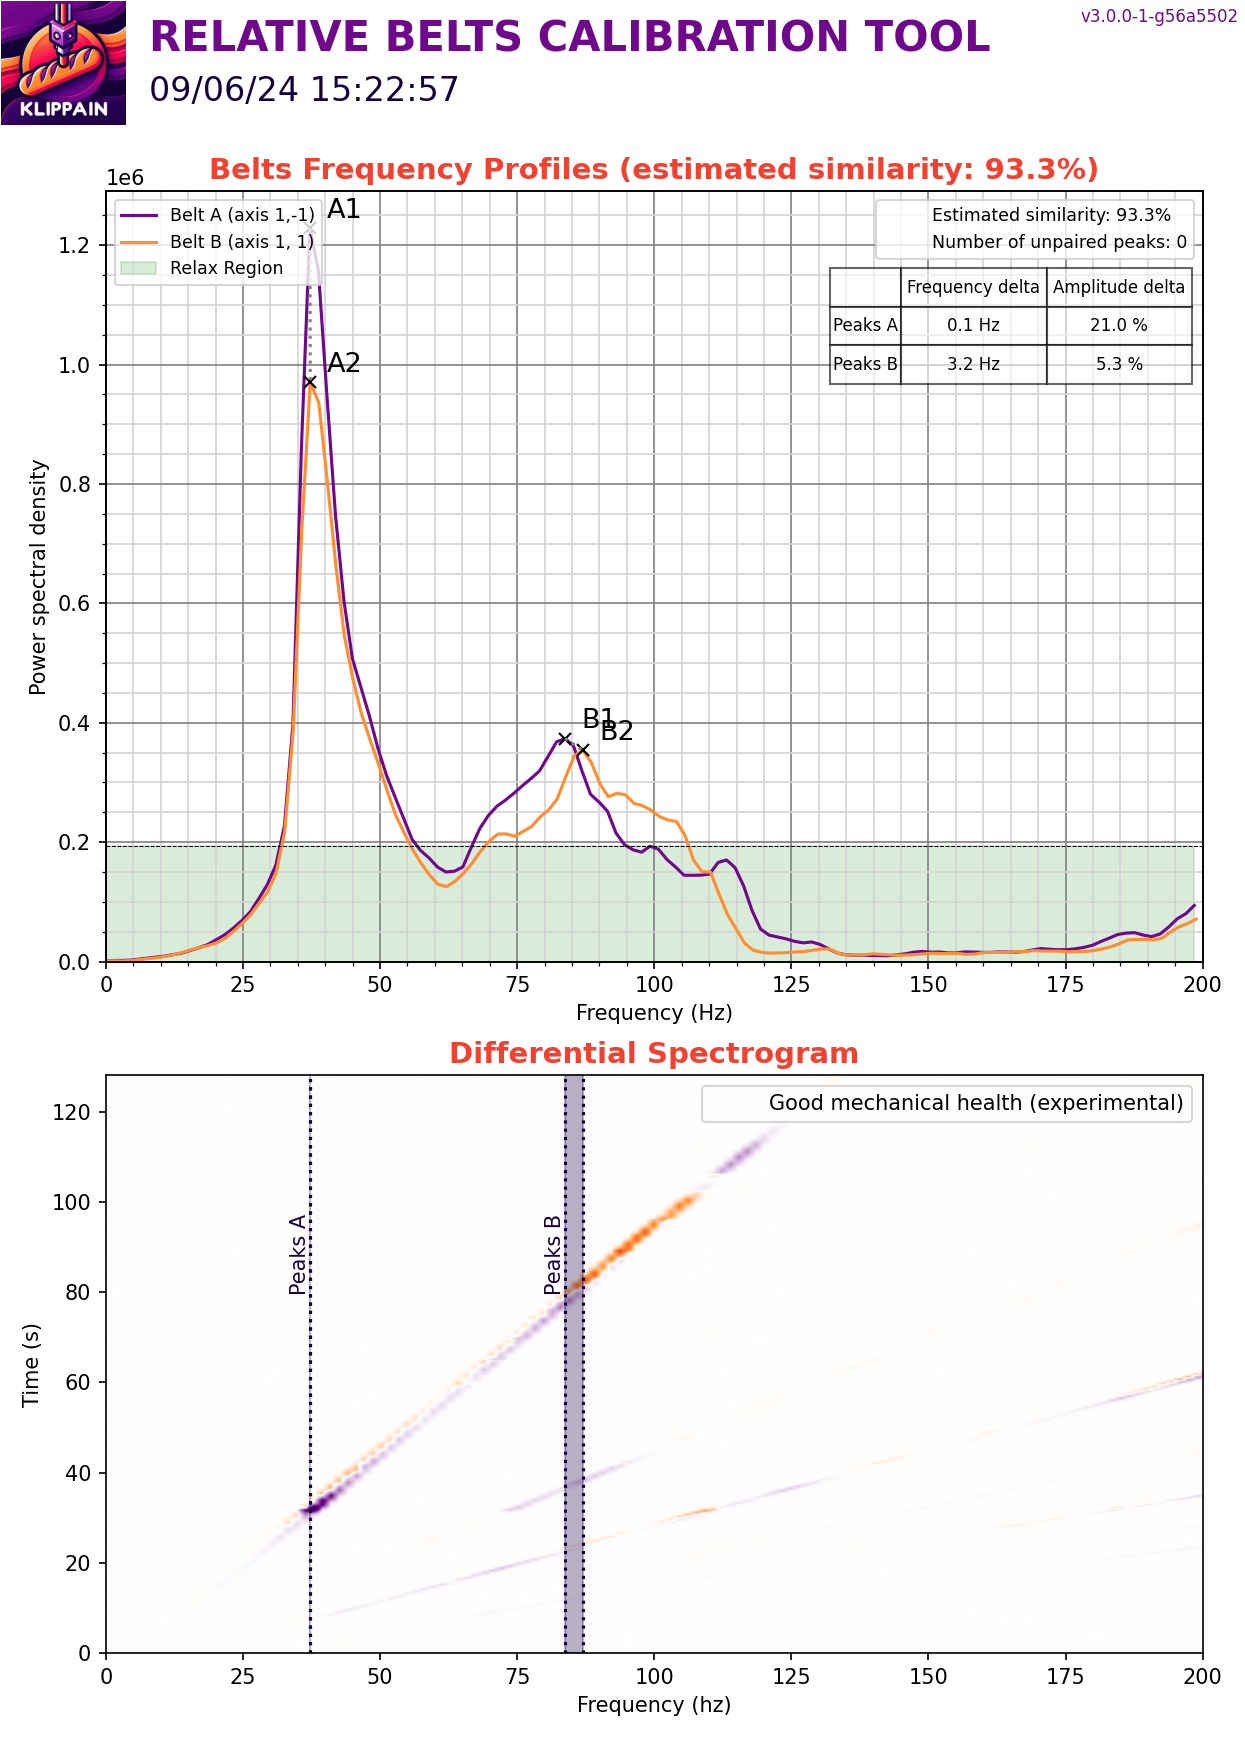 KLIPPAIN
RELATIVE BELTS CALIBRATION TOOL
09/06/24 15:22:57
v3.0.0-1-g56a5502
Belts Frequency Profiles (estimated similarity: 93.3%)
1e6
Belt A (axis 1,-1)
Belt B (axis 1, 1)
Relax Region
A1
A2
B1
B2
Estimated similarity: 93.3%
Number of unpaired peaks: 0
Frequency delta Amplitude delta
Peaks A 0.1 Hz 21.0 %
Peaks B 3.2 Hz 5.3 %
Power spectral density
1.2
1.0
0.8
0.6
0.4
0.2
0.0
0 25 50 75 100 125 150 175 200
Frequency (Hz)
Differential Spectrogram
Good mechanical health (experimental)
Peaks A
Peaks B
Time (s)
120
100
80
60
40
20
0
0 25 50 75 100 125 150 175 200
Frequency (hz)